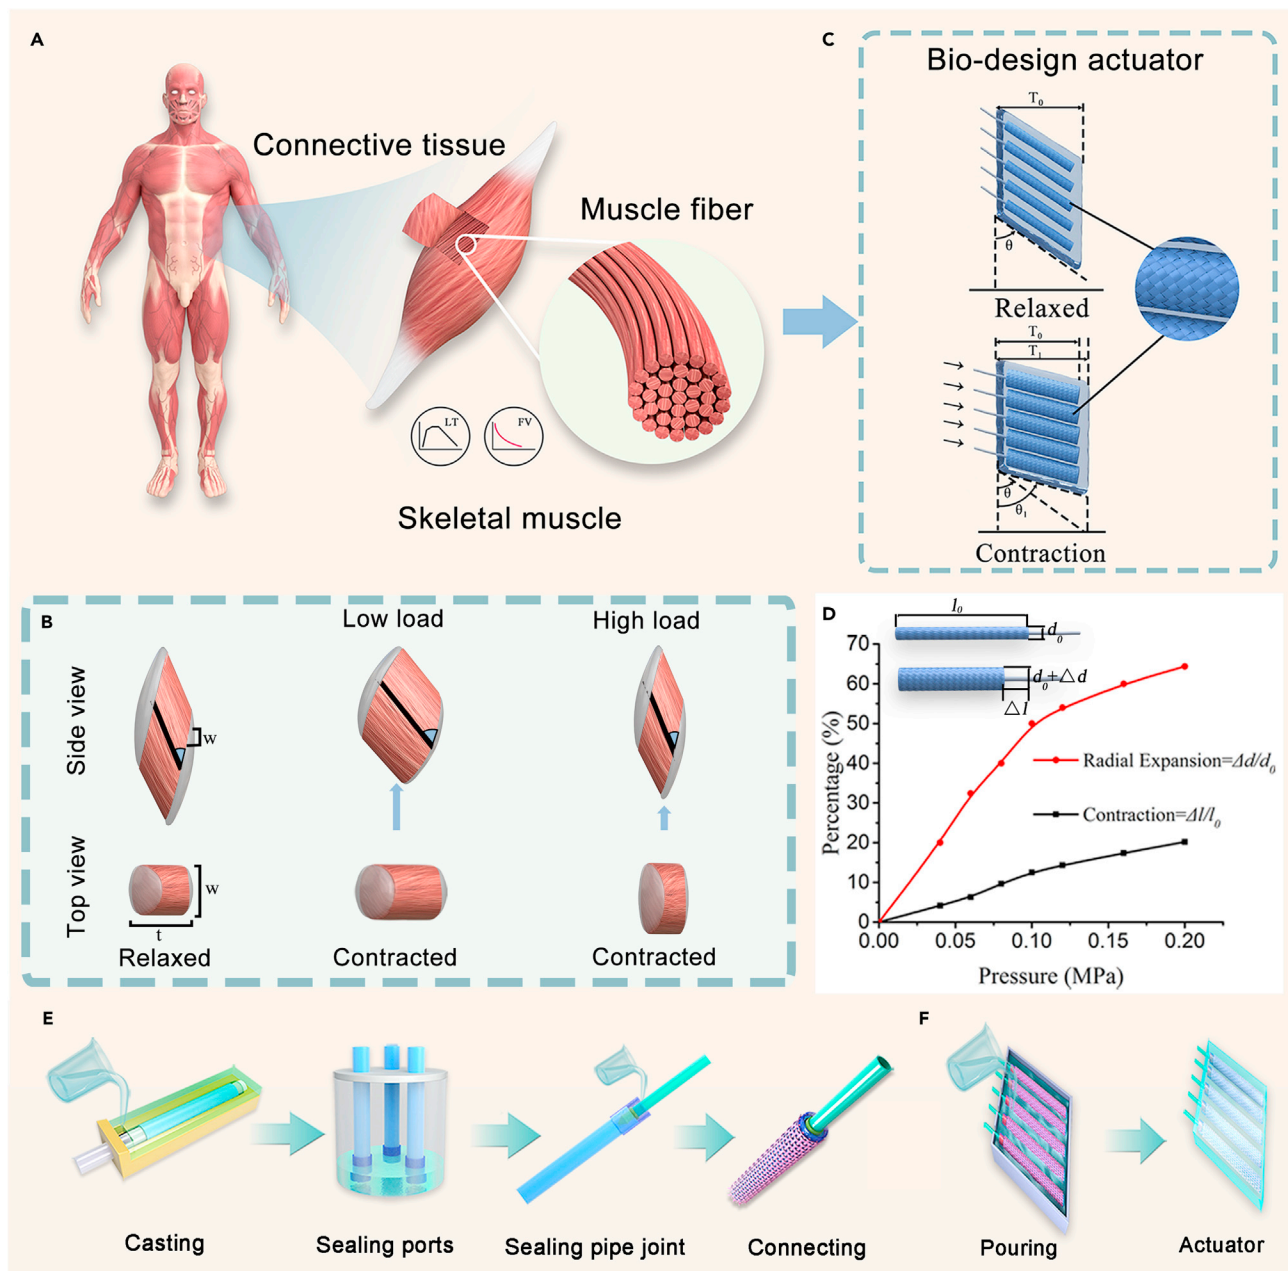 A
Connective tissue
Muscle fiber
LT
FV
Skeletal muscle
C
Bio-design actuator
T0
θ
Relaxed
T0
T1
θ
θ1
Contraction
B
Low load
High load
Side view
w
Top view
w
t
Relaxed
Contracted
Contracted
D
l0
d0
d0+△d
△l
70
60
50
40
30
20
10
0
Percentage (%)
Radial Expansion=Δd/d0
Contraction=Δl/l0
0.00
0.05
0.10
0.15
0.20
Pressure (MPa)
E
Casting
Sealing ports
Sealing pipe joint
Connecting
F
Pouring
Actuator